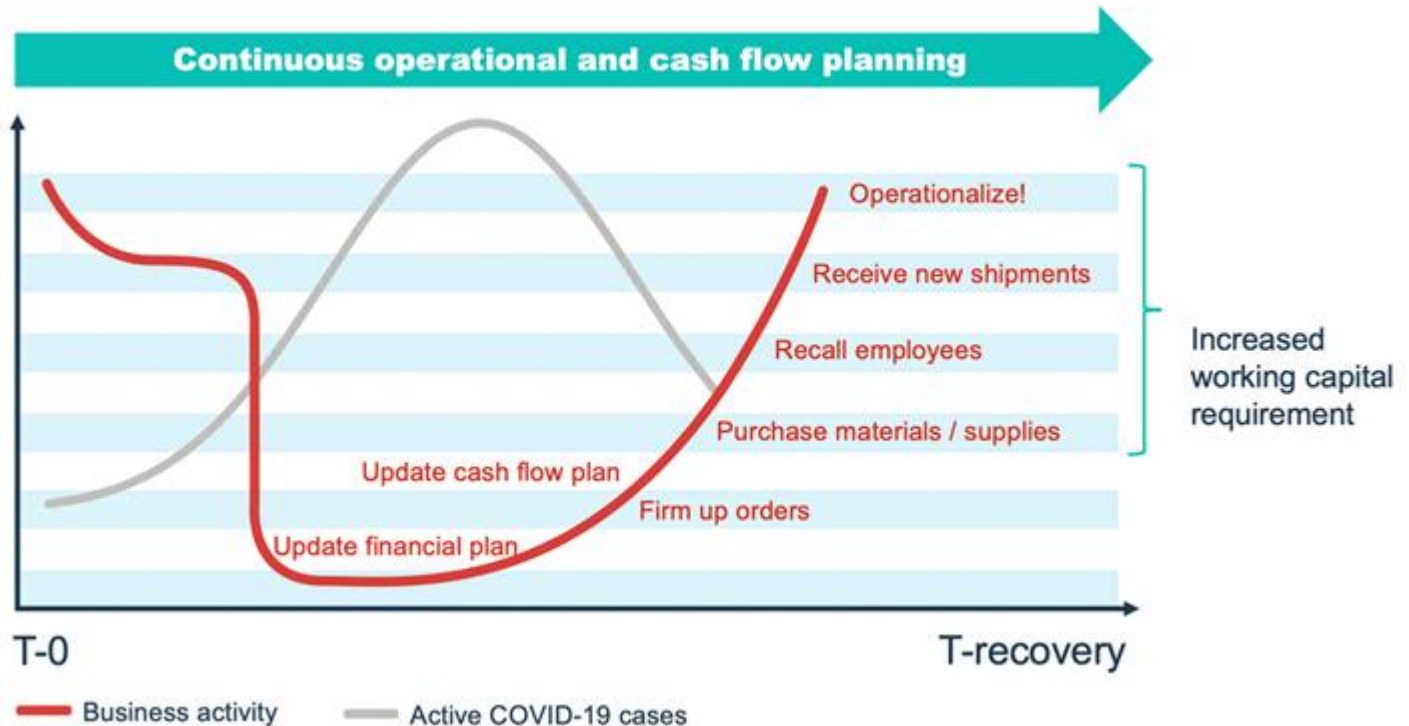 Continuous operational and cash flow planning
Operationalize!
Receive new shipments
Recall employees
Purchase materials / supplies
Update cash flow plan
Firm up orders
Update financial plan
Increased
working capital
requirement
T-0
T-recovery
Business activity
Active COVID-19 cases